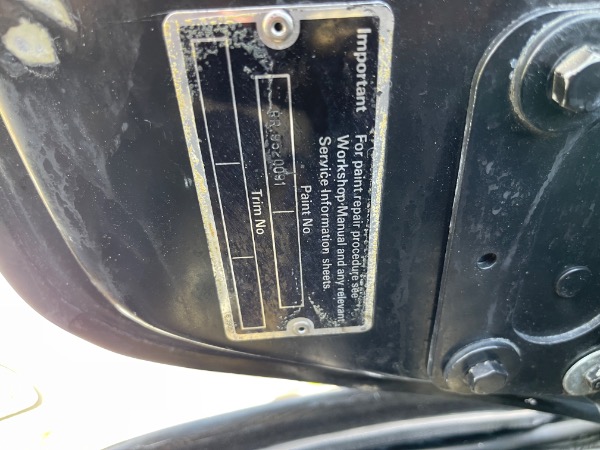 Important
For paint repair procedure see
Workshop Manual and any relevant
Service Information sheets.
Paint No
Trim No